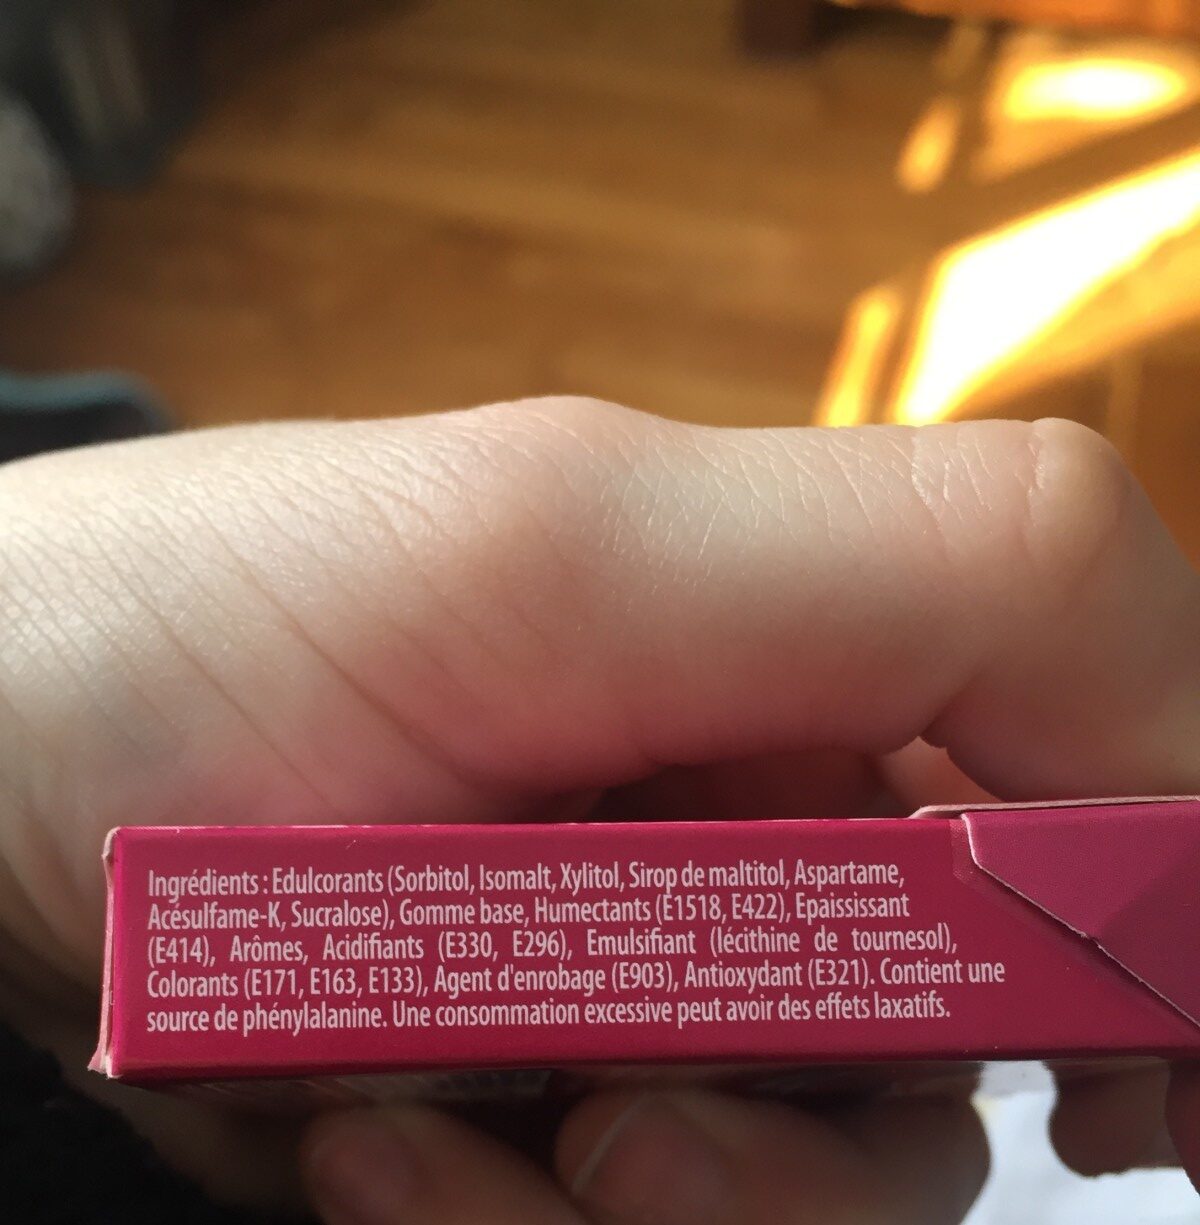 Ingrédients : Edulcorants (Sorbitol, Isomalt, Xylitol, Sirop de maltitol, Aspartame,
Acésulfame-K, Sucralose), Gomme base, Humectants (E1518, E422), Epaississant
(E414), Arômes, Acidifiants (E330, E296), Emulsifiant (lécithine de tournesol),
Colorants (E171, E163, E133), Agent d'enrobage (E903), Antioxydant (E321). Contient une
source de phénylalanine. Une consommation excessive peut avoir des effets laxatifs.